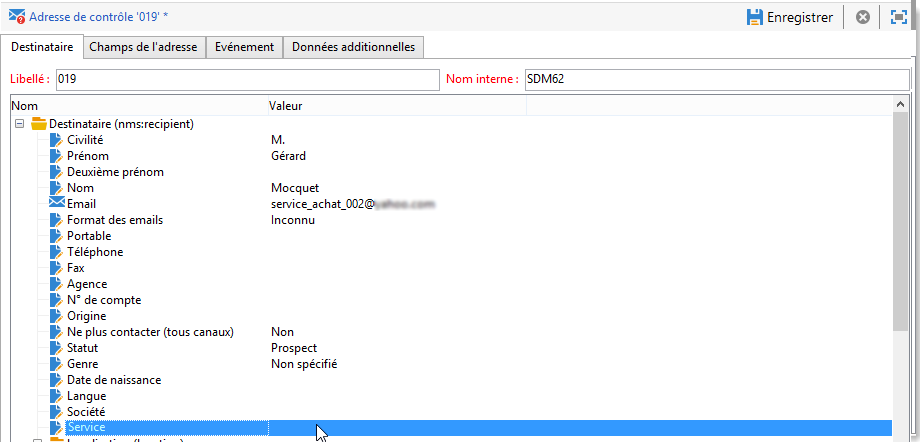 Adresse de contrôle '019' * Enregistrer
Destinataire Champs de l'adresse Evénement Données additionnelles
Libellé : 019 Nom interne : SDM62
Nom Valeur
Destinataire (nms:recipient)
Civilité M.
Prénom Gérard
Deuxième prénom
Nom Mocquet
Email service_achat_002@
Format des emails Inconnu
Portable
Téléphone
Fax
Agence
N° de compte
Origine
Ne plus contacter (tous canaux) Non
Statut Prospect
Genre Non spécifié
Date de naissance
Langue
Société
Service